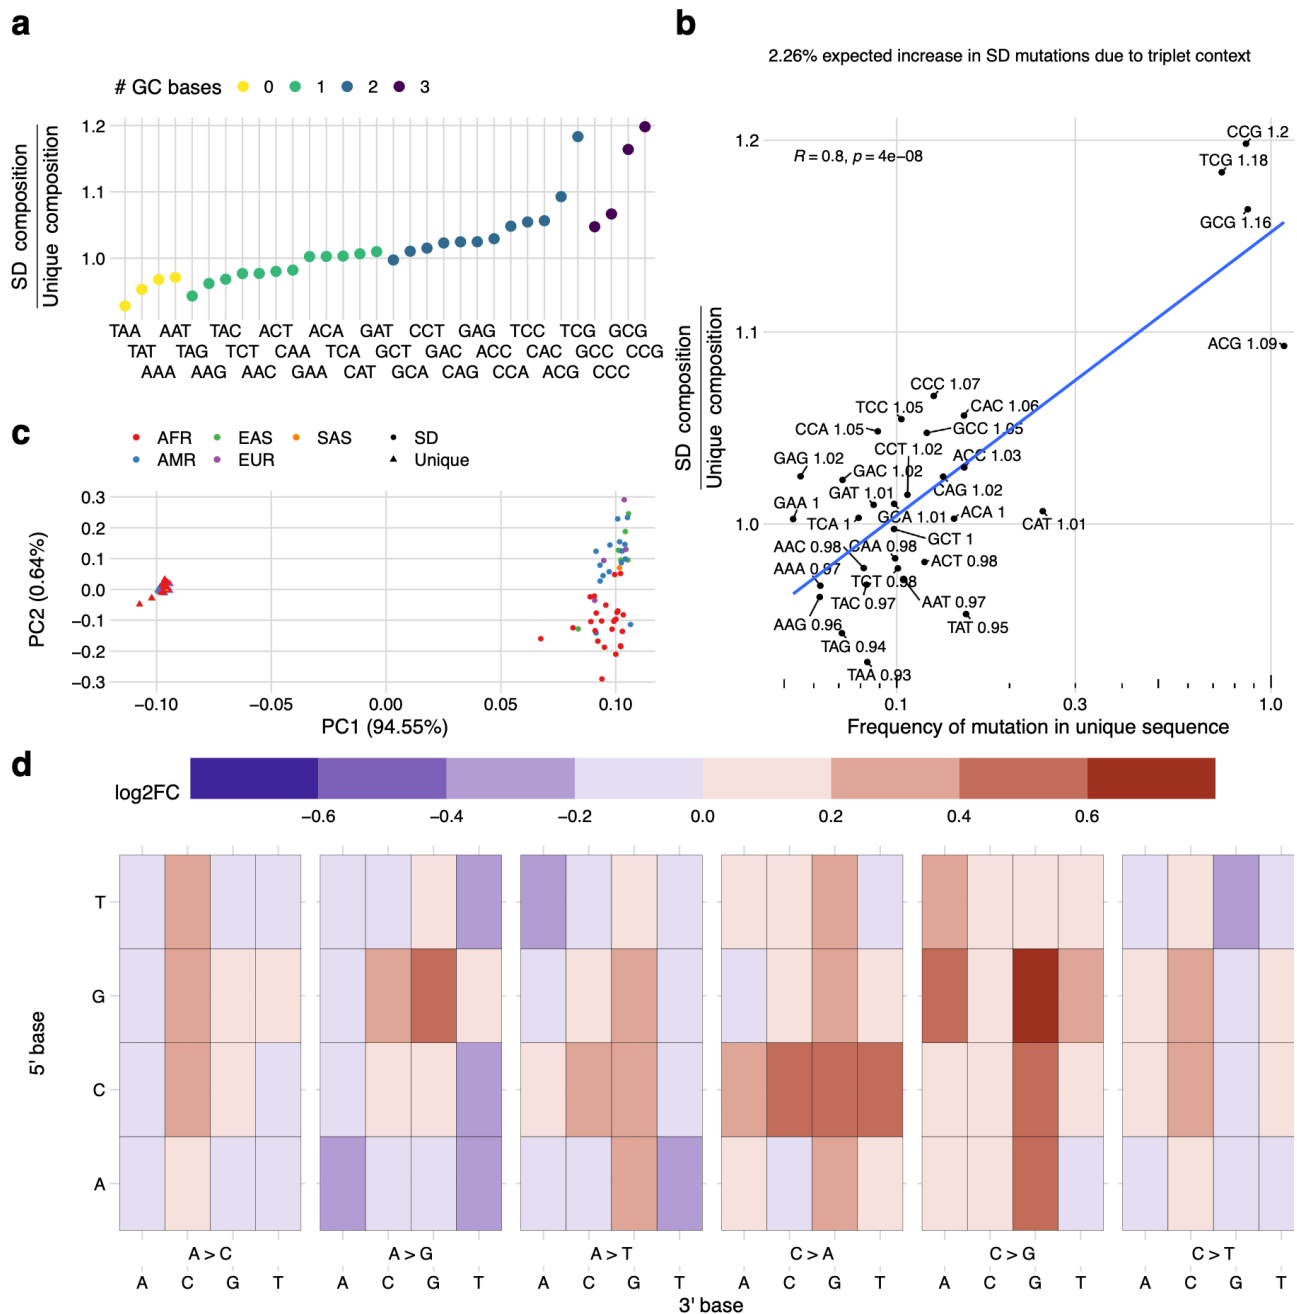 a
# GC bases 0 1 2 3
SD composition
Unique composition
1.2
1.1
1.0
TAA AAT TAC ACT ACA GAT CCT GAG TCC TCG GCG
TAT TAG TCT CAA TCA GCT GAC ACC CAC GCC CCG
AAA AAG AAC GAA CAT GCA CAG CCA ACG CCC
b
2.26% expected increase in SD mutations due to triplet context
R = 0.8, p = 4e−08
SD composition
Unique composition
1.2
1.1
1.0
CCG 1.2
TCG 1.18
GCG 1.16
ACG 1.09
CCC 1.07
TCC 1.05
CAC 1.06
CCA 1.05
GCC 1.05
CCT 1.02
ACC 1.03
GAG 1.02
GAC 1.02
CAG 1.02
GAT 1.01
GAA 1
GCA 1.01
ACA 1
TCA 1
CAT 1.01
GCT 1
AAC 0.98
CAA 0.98
ACT 0.98
AAA 0.97
TCT 0.98
TAC 0.97
AAT 0.97
AAG 0.96
TAT 0.95
TAG 0.94
TAA 0.93
0.1 0.3 1.0
Frequency of mutation in unique sequence
c
AFR EAS SAS SD
AMR EUR Unique
PC2 (0.64%)
0.3
0.2
0.1
0.0
−0.1
−0.2
−0.3
−0.10 −0.05 0.00 0.05 0.10
PC1 (94.55%)
d
log2FC
−0.6 −0.4 −0.2 0.0 0.2 0.4 0.6
5' base
T
G
C
A
A > C A > G A > T C > A C > G C > T
A C G T A C G T A C G T A C G T A C G T A C G T
3' base